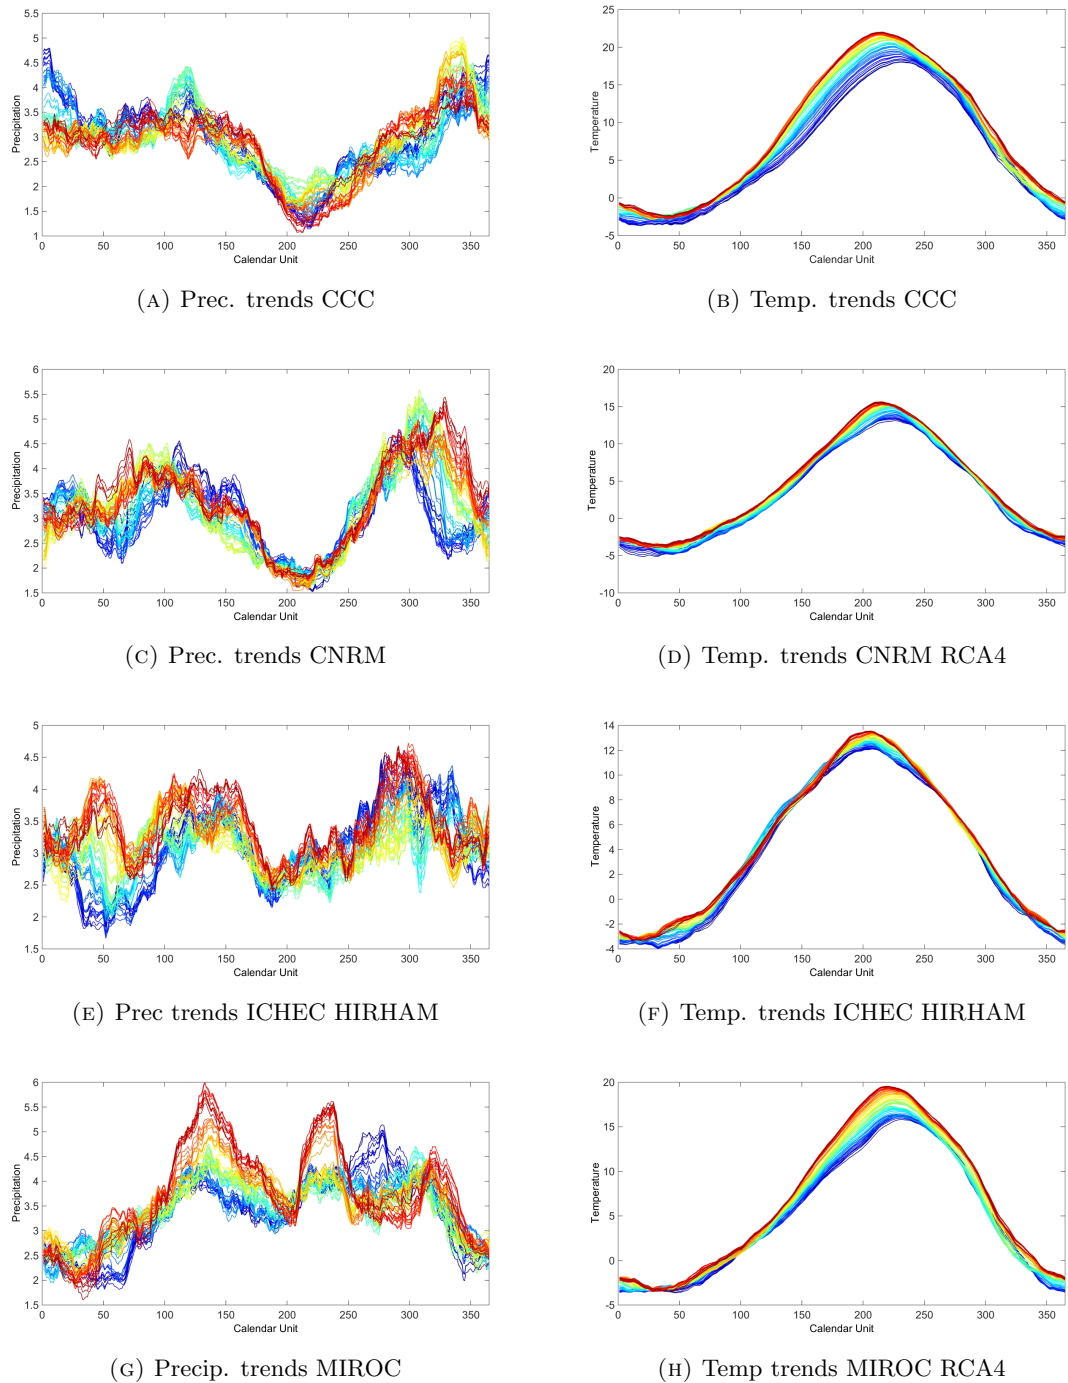 5.5
5
4.5
4
3.5
3
2.5
2
1.5
1
Precipitation
0 50 100 150 200 250 300 350
Calendar Unit
(A) Prec. trends CCC
25
20
15
10
5
0
-5
Temperature
0 50 100 150 200 250 300 350
Calendar Unit
(B) Temp. trends CCC
6
5.5
5
4.5
4
3.5
3
2.5
2
1.5
Precipitation
0 50 100 150 200 250 300 350
Calendar Unit
(C) Prec. trends CNRM
20
15
10
5
0
-5
-10
Temperature
0 50 100 150 200 250 300 350
Calendar Unit
(D) Temp. trends CNRM RCA4
5
4.5
4
3.5
3
2.5
2
1.5
Precipitation
0 50 100 150 200 250 300 350
Calendar Unit
(E) Prec trends ICHEC HIRHAM
14
12
10
8
6
4
2
0
-2
-4
Temperature
0 50 100 150 200 250 300 350
Calendar Unit
(F) Temp. trends ICHEC HIRHAM
6
5.5
5
4.5
4
3.5
3
2.5
2
1.5
Precipitation
0 50 100 150 200 250 300 350
Calendar Unit
(G) Precip. trends MIROC
20
15
10
5
0
-5
Temperature
0 50 100 150 200 250 300 350
Calendar Unit
(H) Temp trends MIROC RCA4